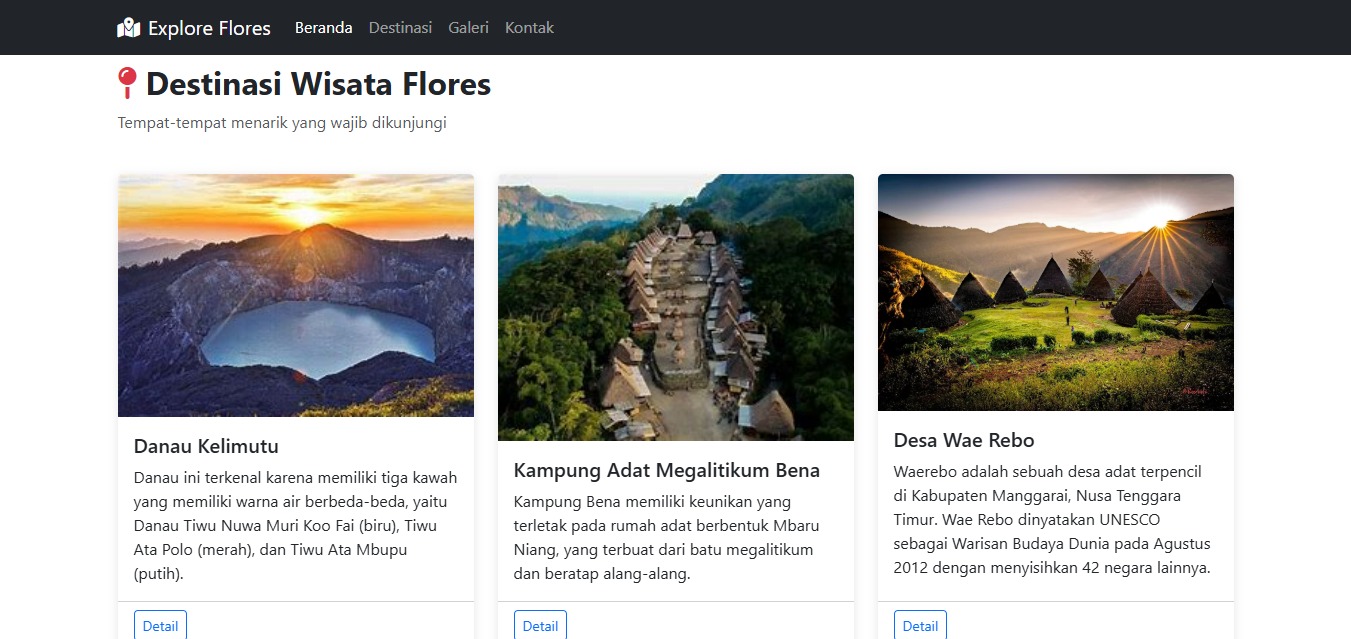 Explore Flores Beranda Destinasi Galeri Kontak
Destinasi Wisata Flores
Tempat-tempat menarik yang wajib dikunjungi
Danau Kelimutu
Danau ini terkenal karena memiliki tiga kawah
yang memiliki warna air berbeda-beda, yaitu
Danau Tiwu Nuwa Muri Koo Fai (biru), Tiwu
Ata Polo (merah), dan Tiwu Ata Mbupu
(putih).
Detail
Kampung Adat Megalitikum Bena
Kampung Bena memiliki keunikan yang
terletak pada rumah adat berbentuk Mbaru
Niang, yang terbuat dari batu megalitikum
dan beratap alang-alang.
Detail
Desa Wae Rebo
Waerebo adalah sebuah desa adat terpencil
di Kabupaten Manggarai, Nusa Tenggara
Timur. Wae Rebo dinyatakan UNESCO
sebagai Warisan Budaya Dunia pada Agustus
2012 dengan menyisihkan 42 negara lainnya.
Detail